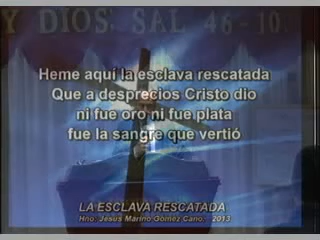 Y DIOS: SAL 46-10.
Heme aquí la esclava rescatada
Que a desprecios Cristo dio
ni fue oro ni fue plata
fue la sangre que vertió
LA ESCLAVA RESCATADA
Hno: Jesús Marino Gómez Cano. 2013